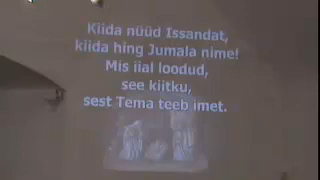 Kiida nüüd Issandat,
kiida hing Jumala nime!
Mis iial loodud,
see kiitku,
sest Tema teeb imet.